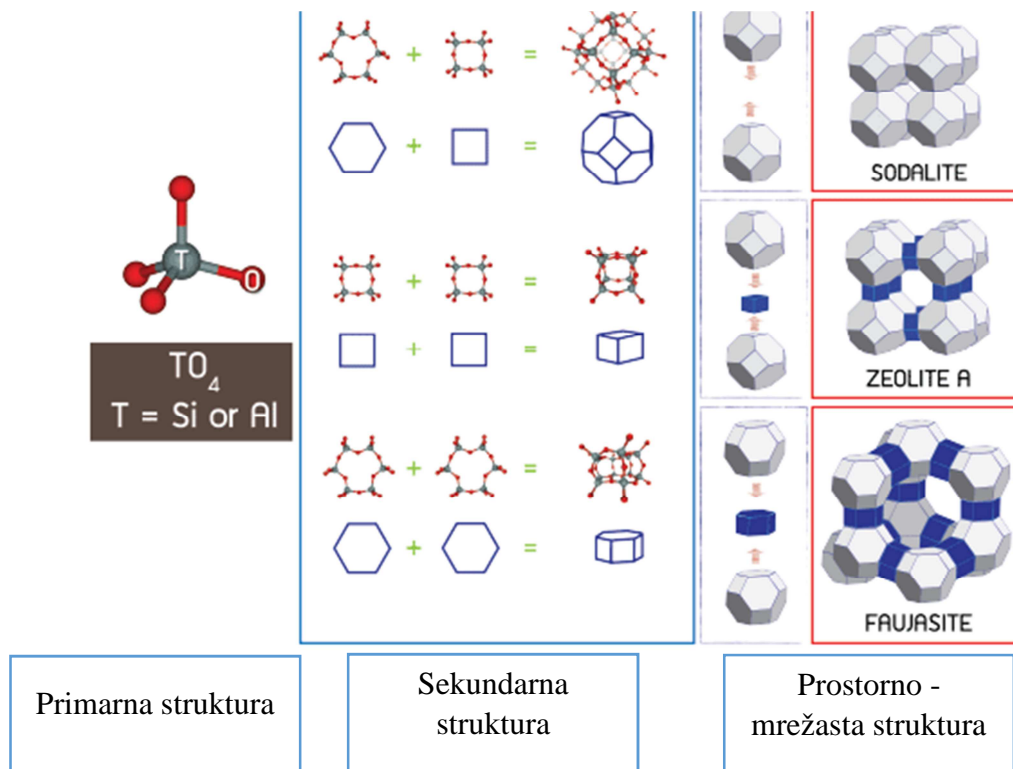 + =
+ =
SODALITE
T
O
TO₄
T = Si or Al
+ =
+ =
ZEOLITE A
+ =
+ =
FAUJASITE
Primarna struktura
Sekundarna
struktura
Prostorno -
mrežasta struktura